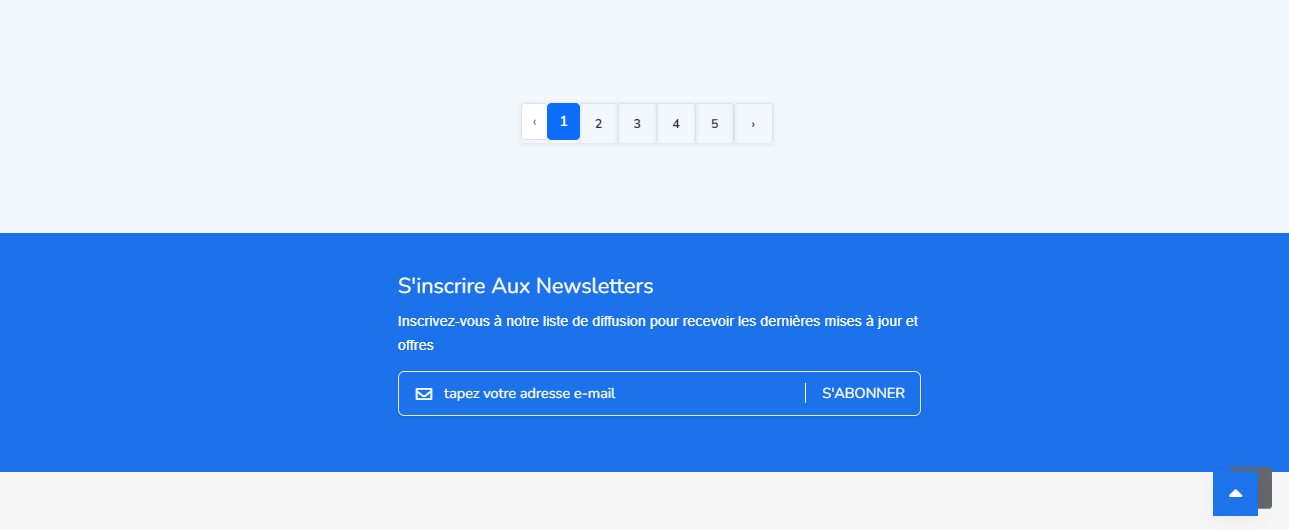 ‹ 1 2 3 4 5 ›
S'inscrire Aux Newsletters
Inscrivez-vous à notre liste de diffusion pour recevoir les dernières mises à jour et
offres
tapez votre adresse e-mail S'ABONNER